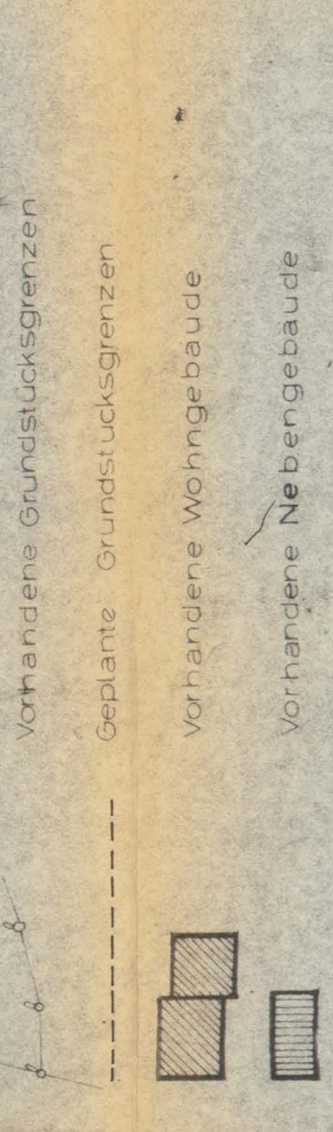 Vorhandene Grundstücksgrenzen
Geplante Grundstücksgrenzen
Vorhandene Wohngebäude
Vorhandene Nebengebäude